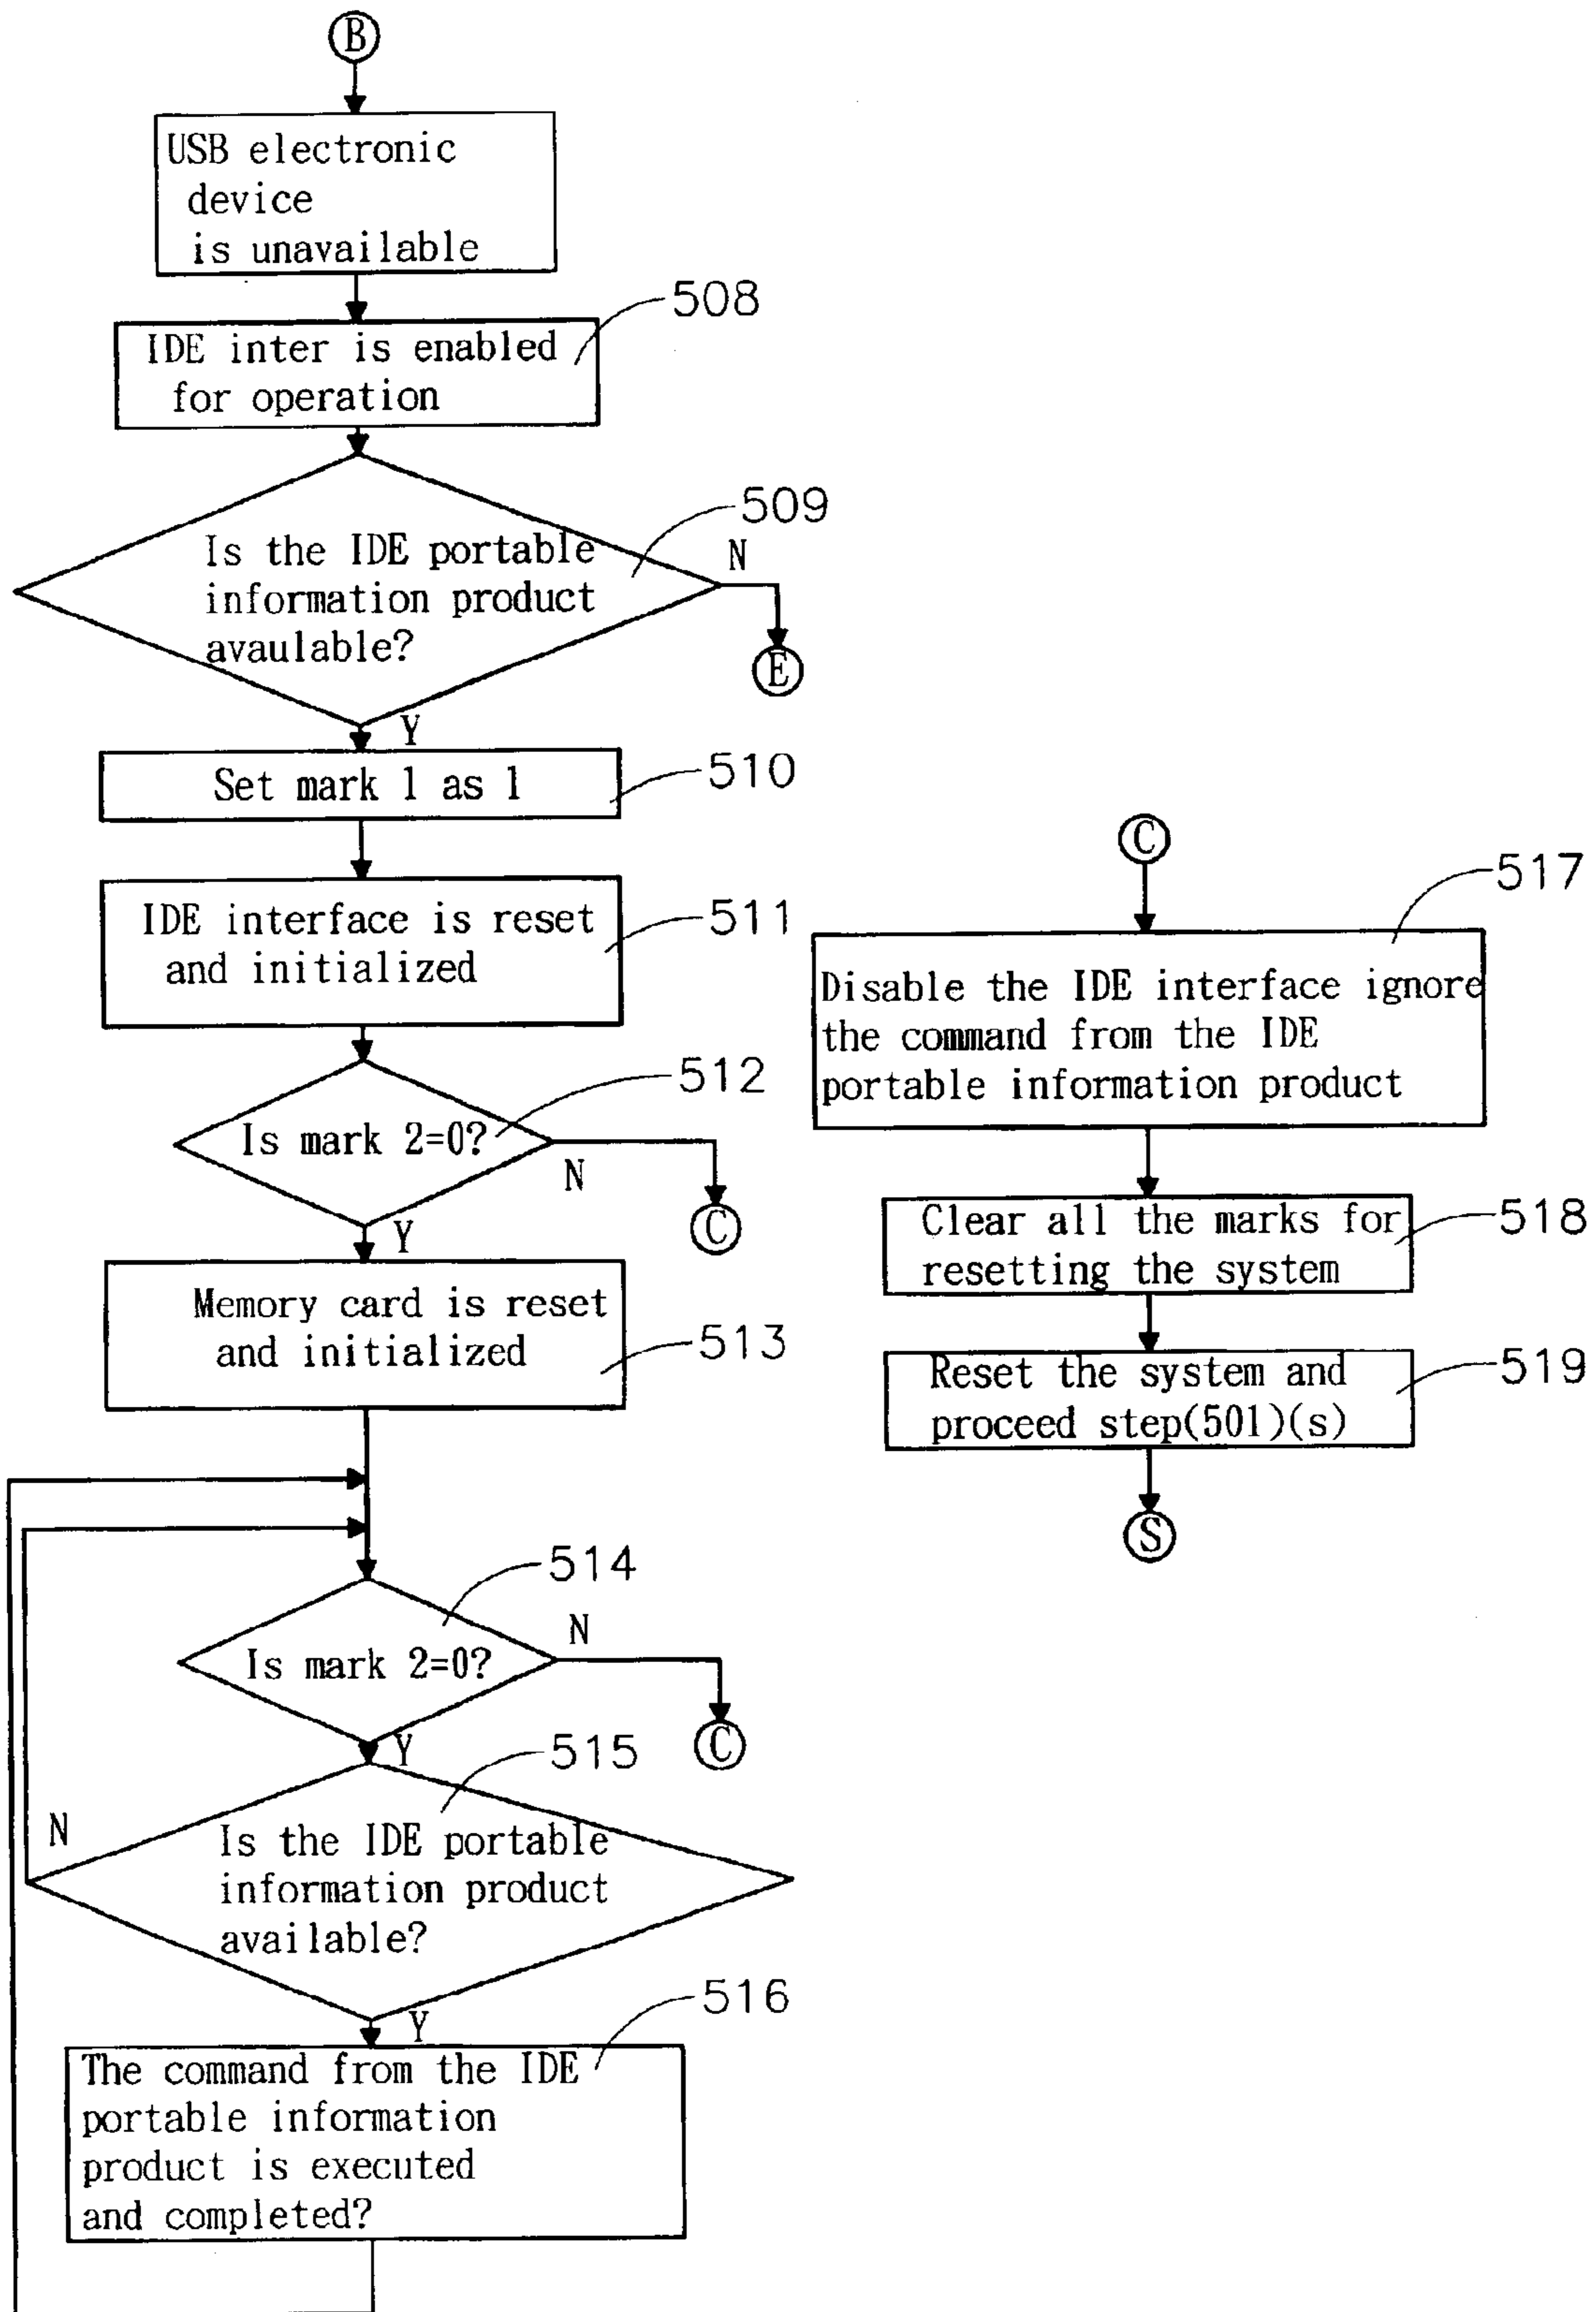 B
USB electronic
device
is unavailable
508
IDE inter is enabled
for operation
509
Is the IDE portable
information product
avaulable?
N
E
Y
Set mark 1 as 1
510
IDE interface is reset
and initialized
511
512
Is mark 2=0?
N
C
Y
Memory card is reset
and initialized
513
514
Is mark 2=0?
N
C
Y
515
N
Is the IDE portable
information product
available?
Y
516
The command from the IDE
portable information
product is executed
and completed?
C
517
Disable the IDE interface ignore
the command from the IDE
portable information product
Clear all the marks for
resetting the system
518
Reset the system and
proceed step(501)(s)
519
S